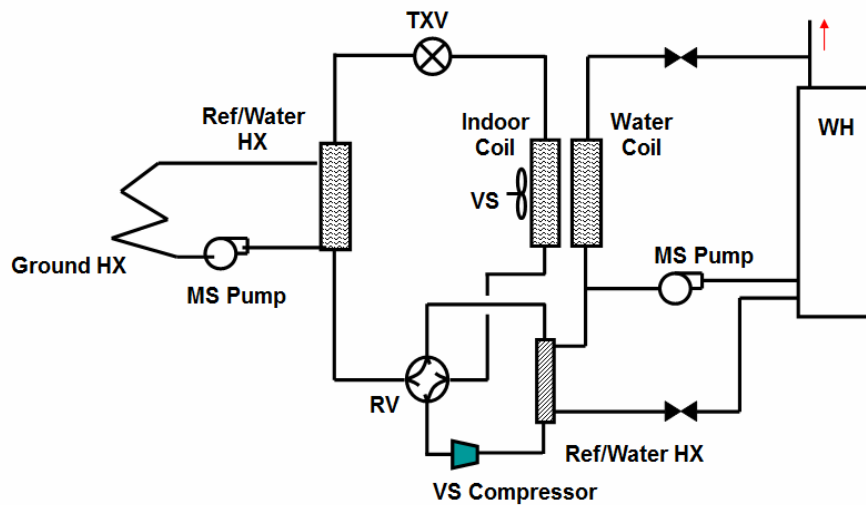 TXV
Ref/Water
HX
Indoor
Coil
Water
Coil
WH
VS
Ground HX
MS Pump
MS Pump
RV
Ref/Water HX
VS Compressor